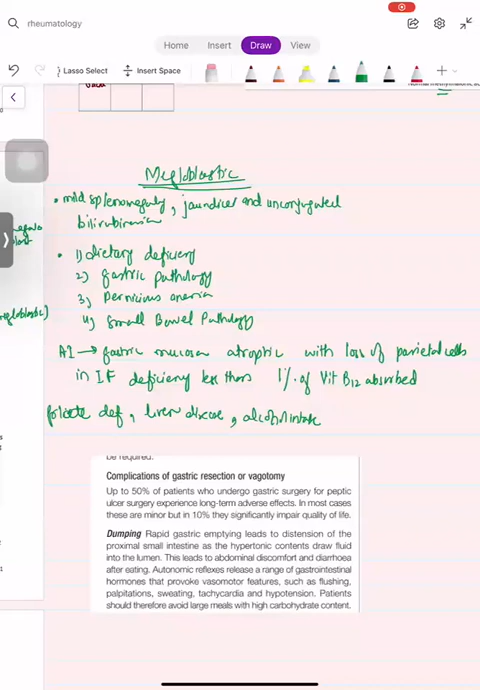 rheumatology
Home Insert Draw View
Lasso Select Insert Space
Megloblastic
• mild splenomegaly, jaundice and unconjugated
bilirubinemia
• 1) dietary deficiency
2) Gastric pathology
3) Pernicious anemia
4) Small Bowel Pathology
AI → gastric mucosa atrophic with loss of parietal cells
in IF deficiency less than 1% of Vit B12 absorbed
folate def, liver disease, alcohol intake
be required.
Complications of gastric resection or vagotomy
Up to 50% of patients who undergo gastric surgery for peptic
ulcer surgery experience long-term adverse effects. In most cases
these are minor but in 10% they significantly impair quality of life.
Dumping Rapid gastric emptying leads to distension of the
proximal small intestine as the hypertonic contents draw fluid
into the lumen. This leads to abdominal discomfort and diarrhoea
after eating. Autonomic reflexes release a range of gastrointestinal
hormones that provoke vasomotor features, such as flushing,
palpitations, sweating, tachycardia and hypotension. Patients
should therefore avoid large meals with high carbohydrate content.